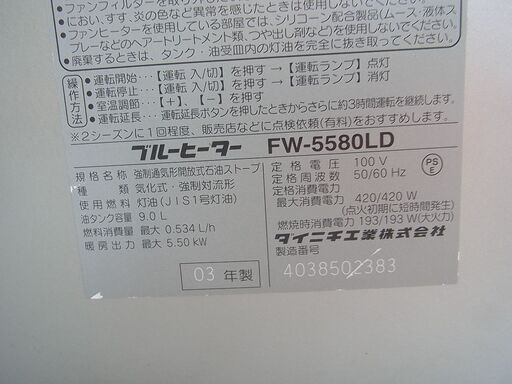 ●ファンフィルターを取り外した
●におい、すす、炎の色など異常を感じたときは使用しないでください。
●ファンヒーターを使用している部屋では、シリコーン配合製品(ムース・液体ス
プレーなどのヘアートリートメント類、つや出し剤など)を使用しないでください。
●廃棄するときは、タンク・油受皿内の灯油を完全に抜き取ってください。
操作方法
●運転開始…【運転 入/切】を押す→【運転ランプ】点灯
●運転停止…【運転 入/切】を押す→【運転ランプ】消灯
●室温調節…【＋】、【－】を押す
●運転延長…運転延長ボタンを押したときからさらに約3時間運転を継続します。
※2シーズンに1回程度、販売店などに点検依頼(有料)をおすすめします。
ブルーヒーター FW-5580LD
規格名称 強制通気形開放式石油ストーブ
種類 気化式・強制対流形
使用燃料 灯油(JIS1号灯油)
油タンク容量 9.0 L
燃料消費量 最大 0.534 L/h
暖房出力 最大 5.50 kW
定格電圧 100 V
定格周波数 50/60 Hz
定格消費電力
最大消費電力 420/420 W
(点火初期に短時間発生)
燃焼時消費電力 193/193 W(大火力)
PS
E
ダイニチ工業株式会社
製造番号
03 年製
4038502383